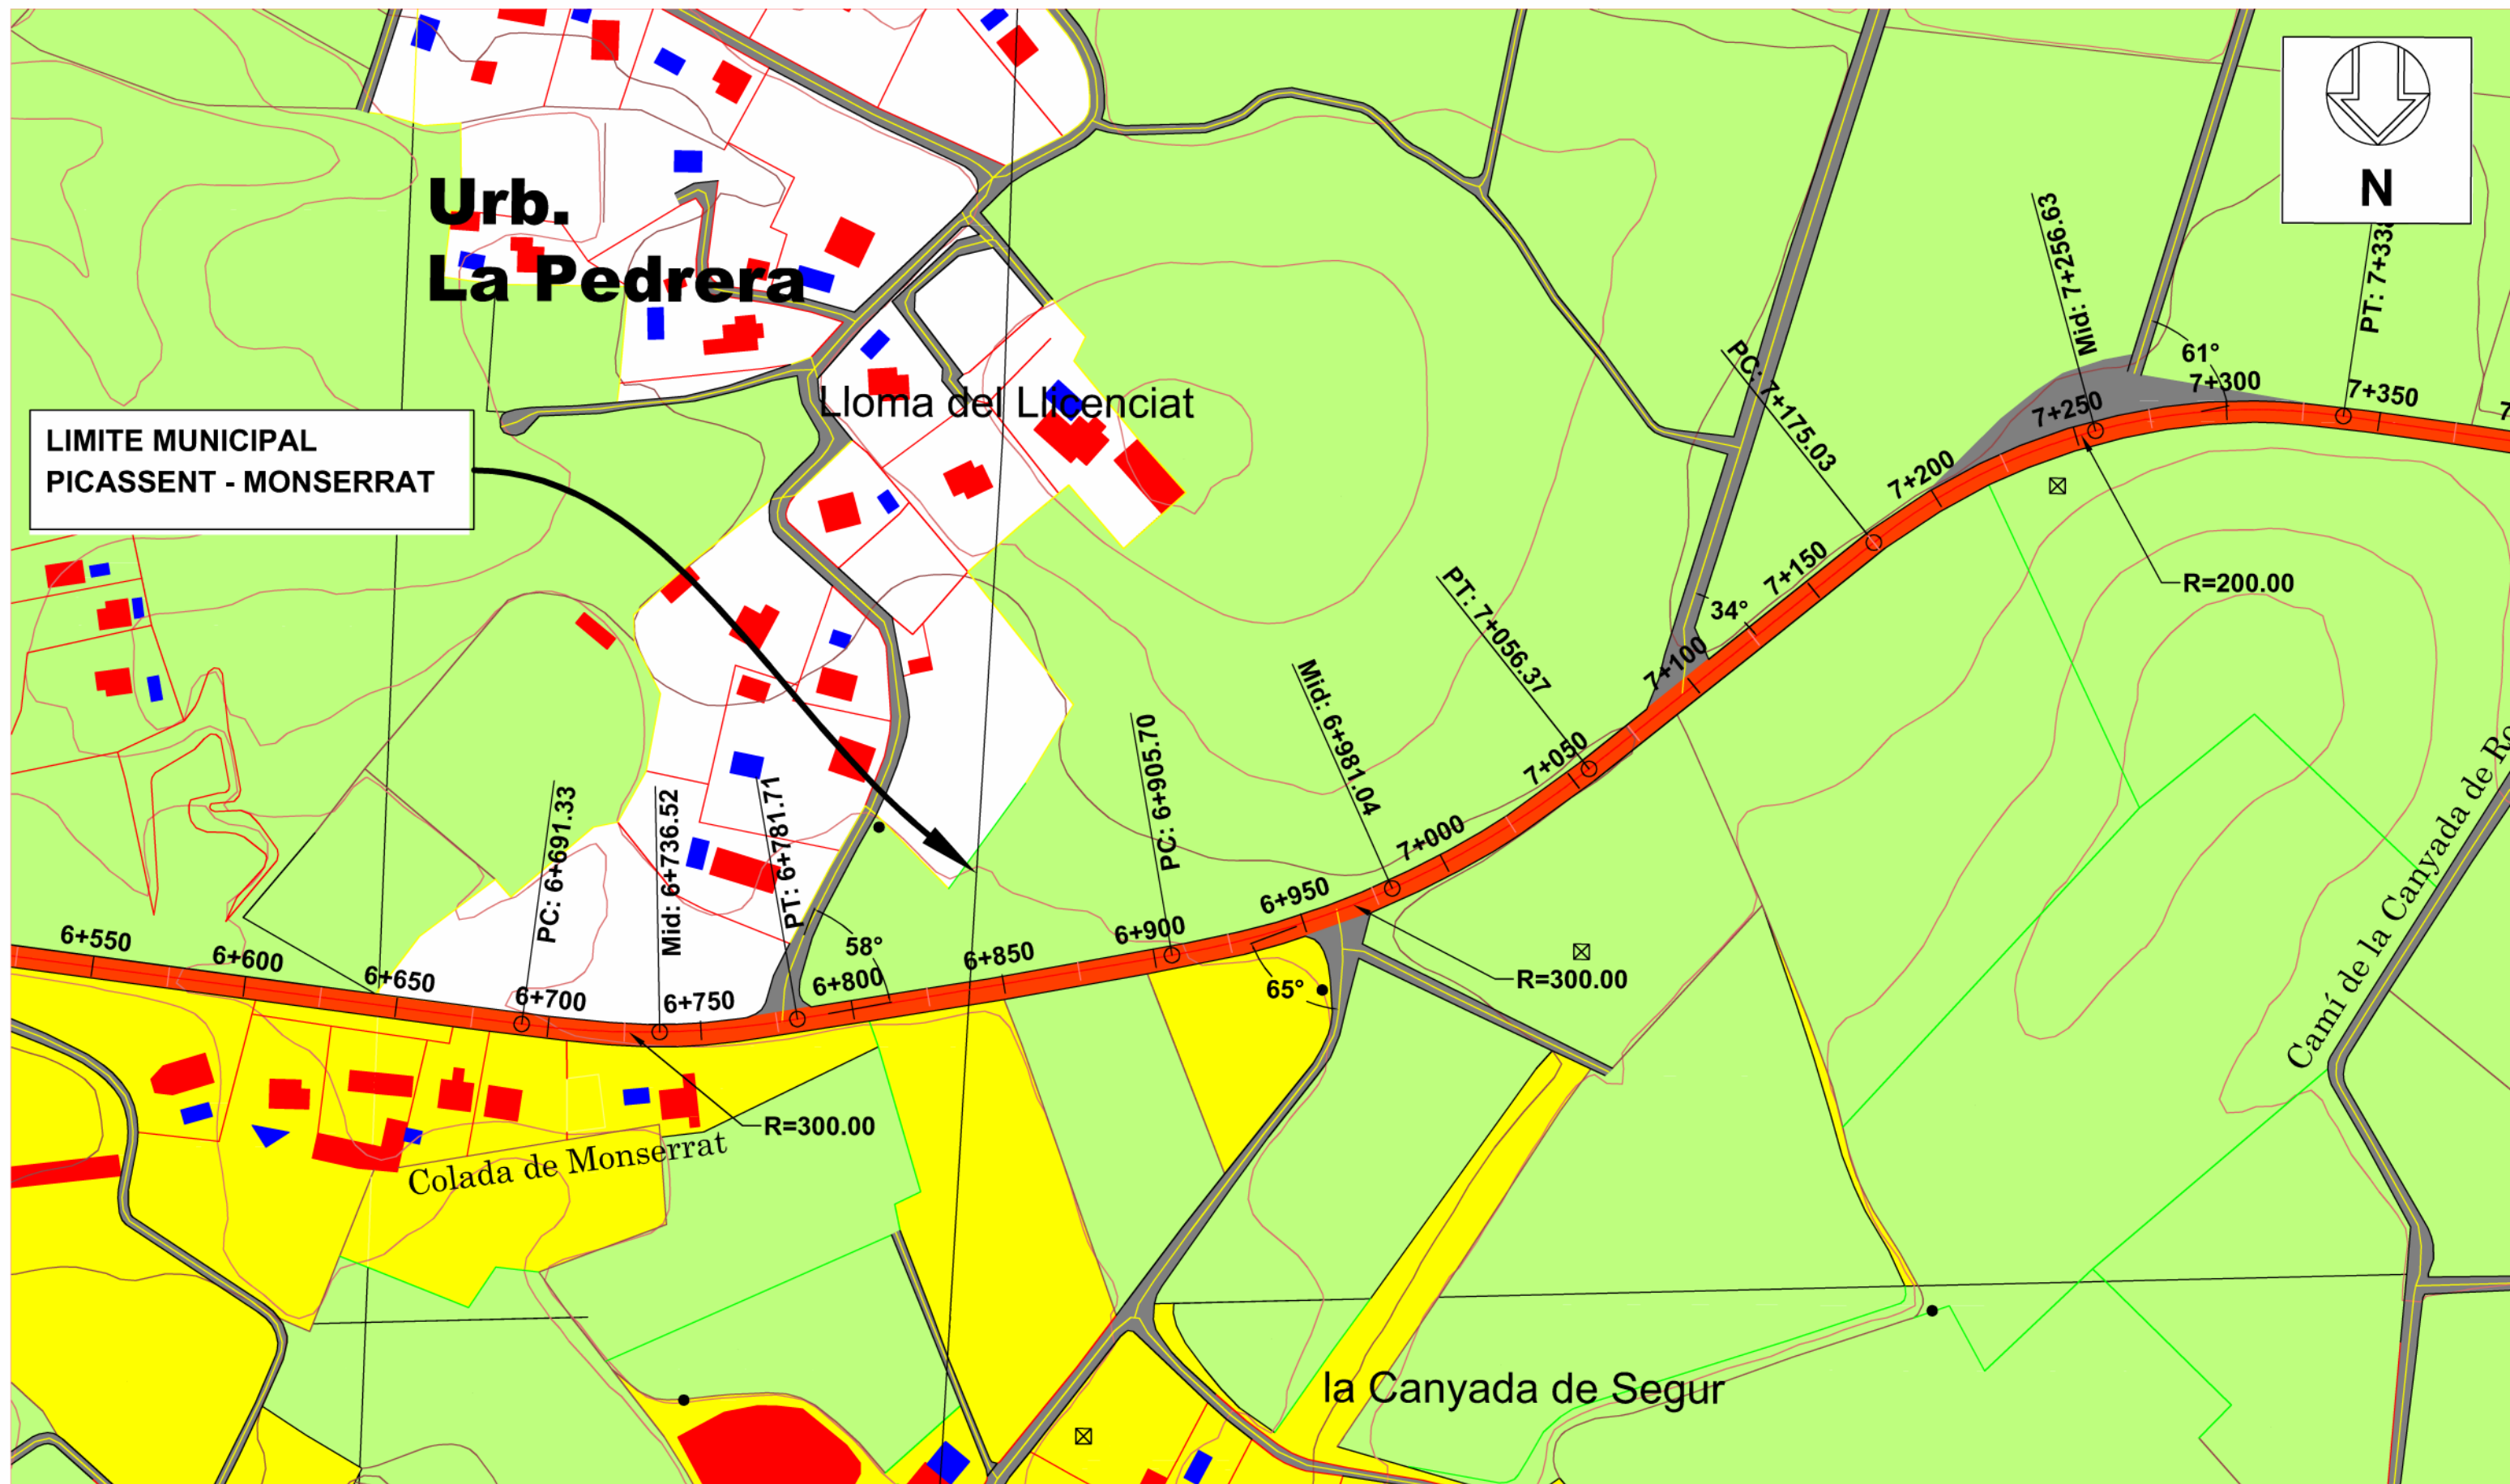 N
Urb.
La Pedrera
Lloma del Llicenciat
LIMITE MUNICIPAL
PICASSENT - MONSERRAT
6+550
6+600
6+650
PC: 6+691.33
6+700
Mid: 6+736.52
6+750
PT: 6+781.71
58°
6+800
6+850
PC: 6+905.70
6+900
6+950
65°
Mid: 6+981.04
7+000
PT: 7+056.37
7+050
7+100
34°
7+150
PC: 7+175.03
7+200
Mid: 7+256.63
7+250
61°
7+300
7+350
R=200.00
R=300.00
R=300.00
Colada de Monserrat
Camí de la Canyada de
la Canyada de Segur